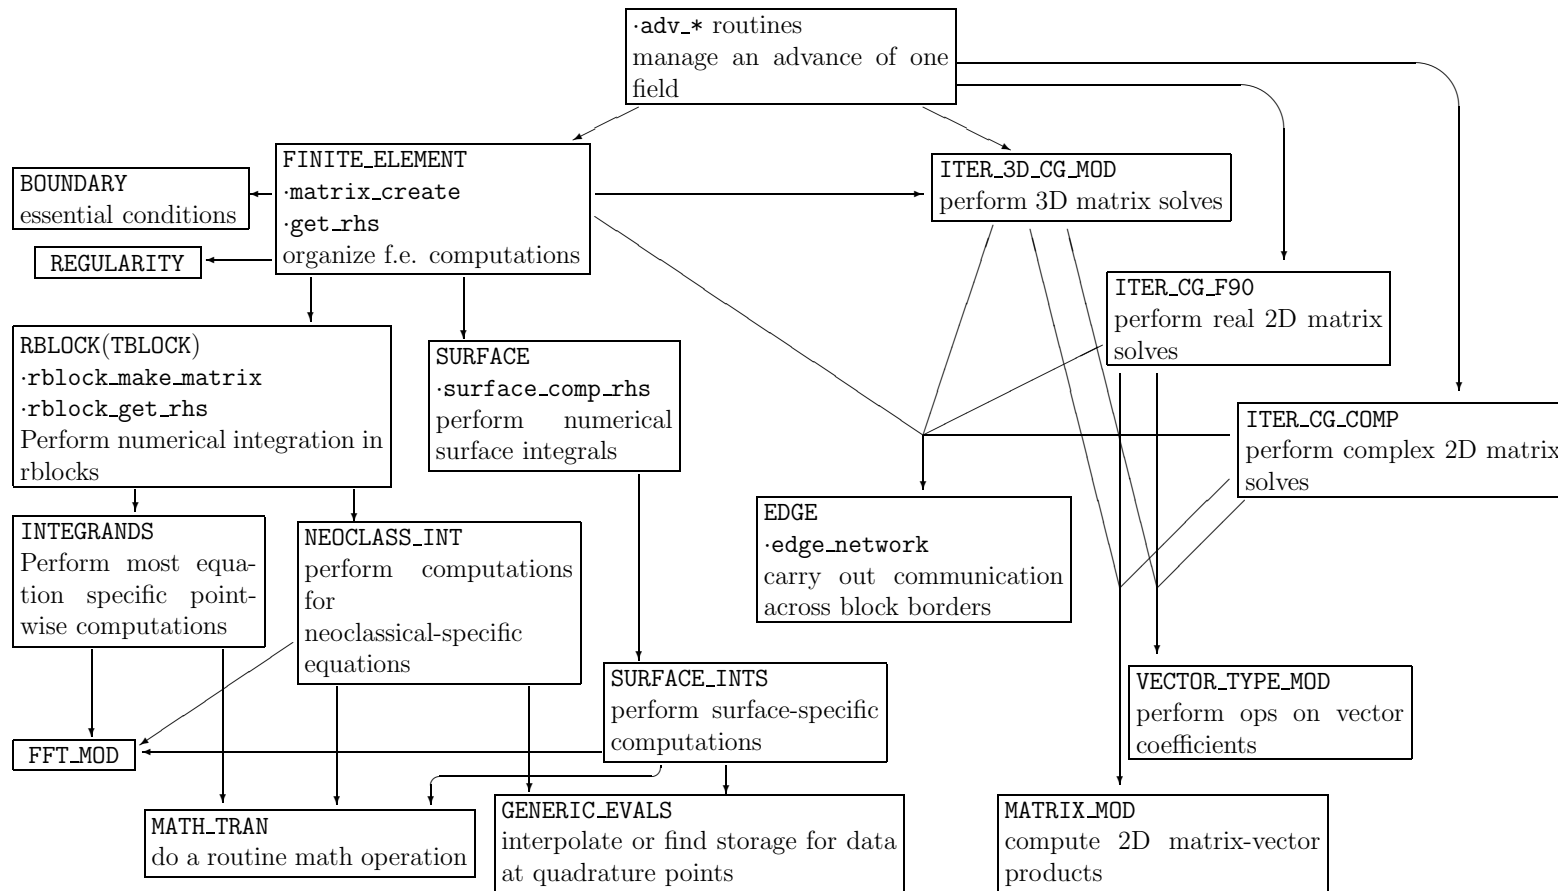 ·adv_* routines
manage an advance of one
field
FINITE_ELEMENT
·matrix_create
·get_rhs
organize f.e. computations
BOUNDARY
essential conditions
REGULARITY
ITER_3D_CG_MOD
perform 3D matrix solves
ITER_CG_F90
perform real 2D matrix
solves
RBLOCK(TBLOCK)
·rblock_make_matrix
·rblock_get_rhs
Perform numerical integration in
rblocks
SURFACE
·surface_comp_rhs
perform numerical
surface integrals
ITER_CG_COMP
perform complex 2D matrix
solves
INTEGRANDS
Perform most equa-
tion specific point-
wise computations
NEOCLASS_INT
perform computations
for
neoclassical-specific
equations
EDGE
·edge_network
carry out communication
across block borders
SURFACE_INTS
perform surface-specific
computations
VECTOR_TYPE_MOD
perform ops on vector
coefficients
FFT_MOD
MATH_TRAN
do a routine math operation
GENERIC_EVALS
interpolate or find storage for data
at quadrature points
MATRIX_MOD
compute 2D matrix-vector
products